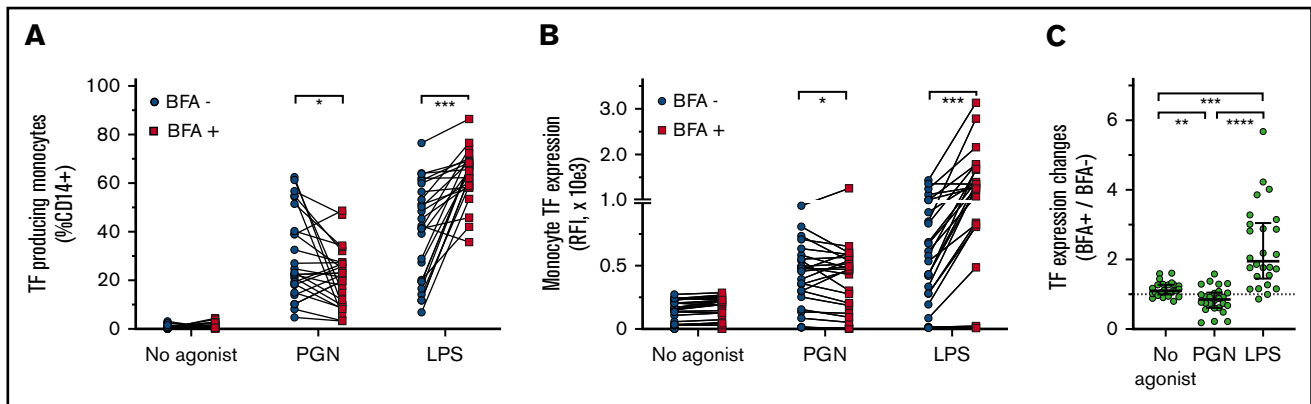 A
TF producing monocytes
(%CD14+)
100
80
60
40
20
0
BFA -
BFA +
*
***
No agonist
PGN
LPS
B
Monocyte TF expression
(RFI, x 10e3)
3.0
2.0
1.0
0.5
0
BFA -
BFA +
*
***
No agonist
PGN
LPS
C
TF expression changes
(BFA+ / BFA-)
6
4
2
0
***
**
****
No
agonist
PGN
LPS